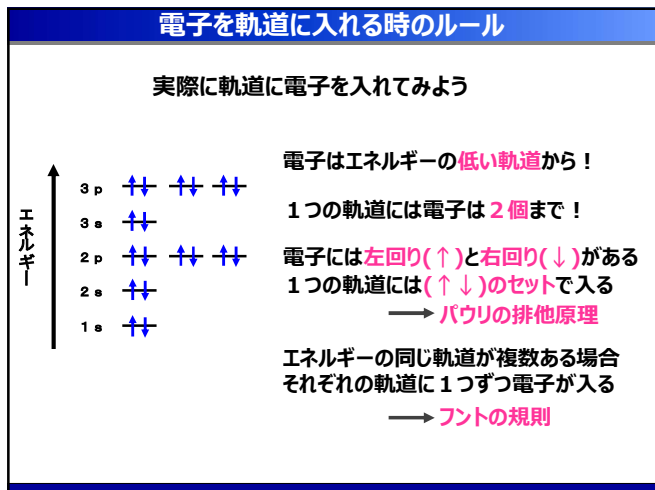 電子を軌道に入れる時のルール
実際に軌道に電子を入れてみよう
エネルギー
3p
3s
2p
2s
1s
電子はエネルギーの低い軌道から！
１つの軌道には電子は２個まで！
電子には左回り(↑)と右回り(↓)がある
１つの軌道には(↑↓)のセットで入る
→ パウリの排他原理
エネルギーの同じ軌道が複数ある場合
それぞれの軌道に１つずつ電子が入る
→ フントの規則